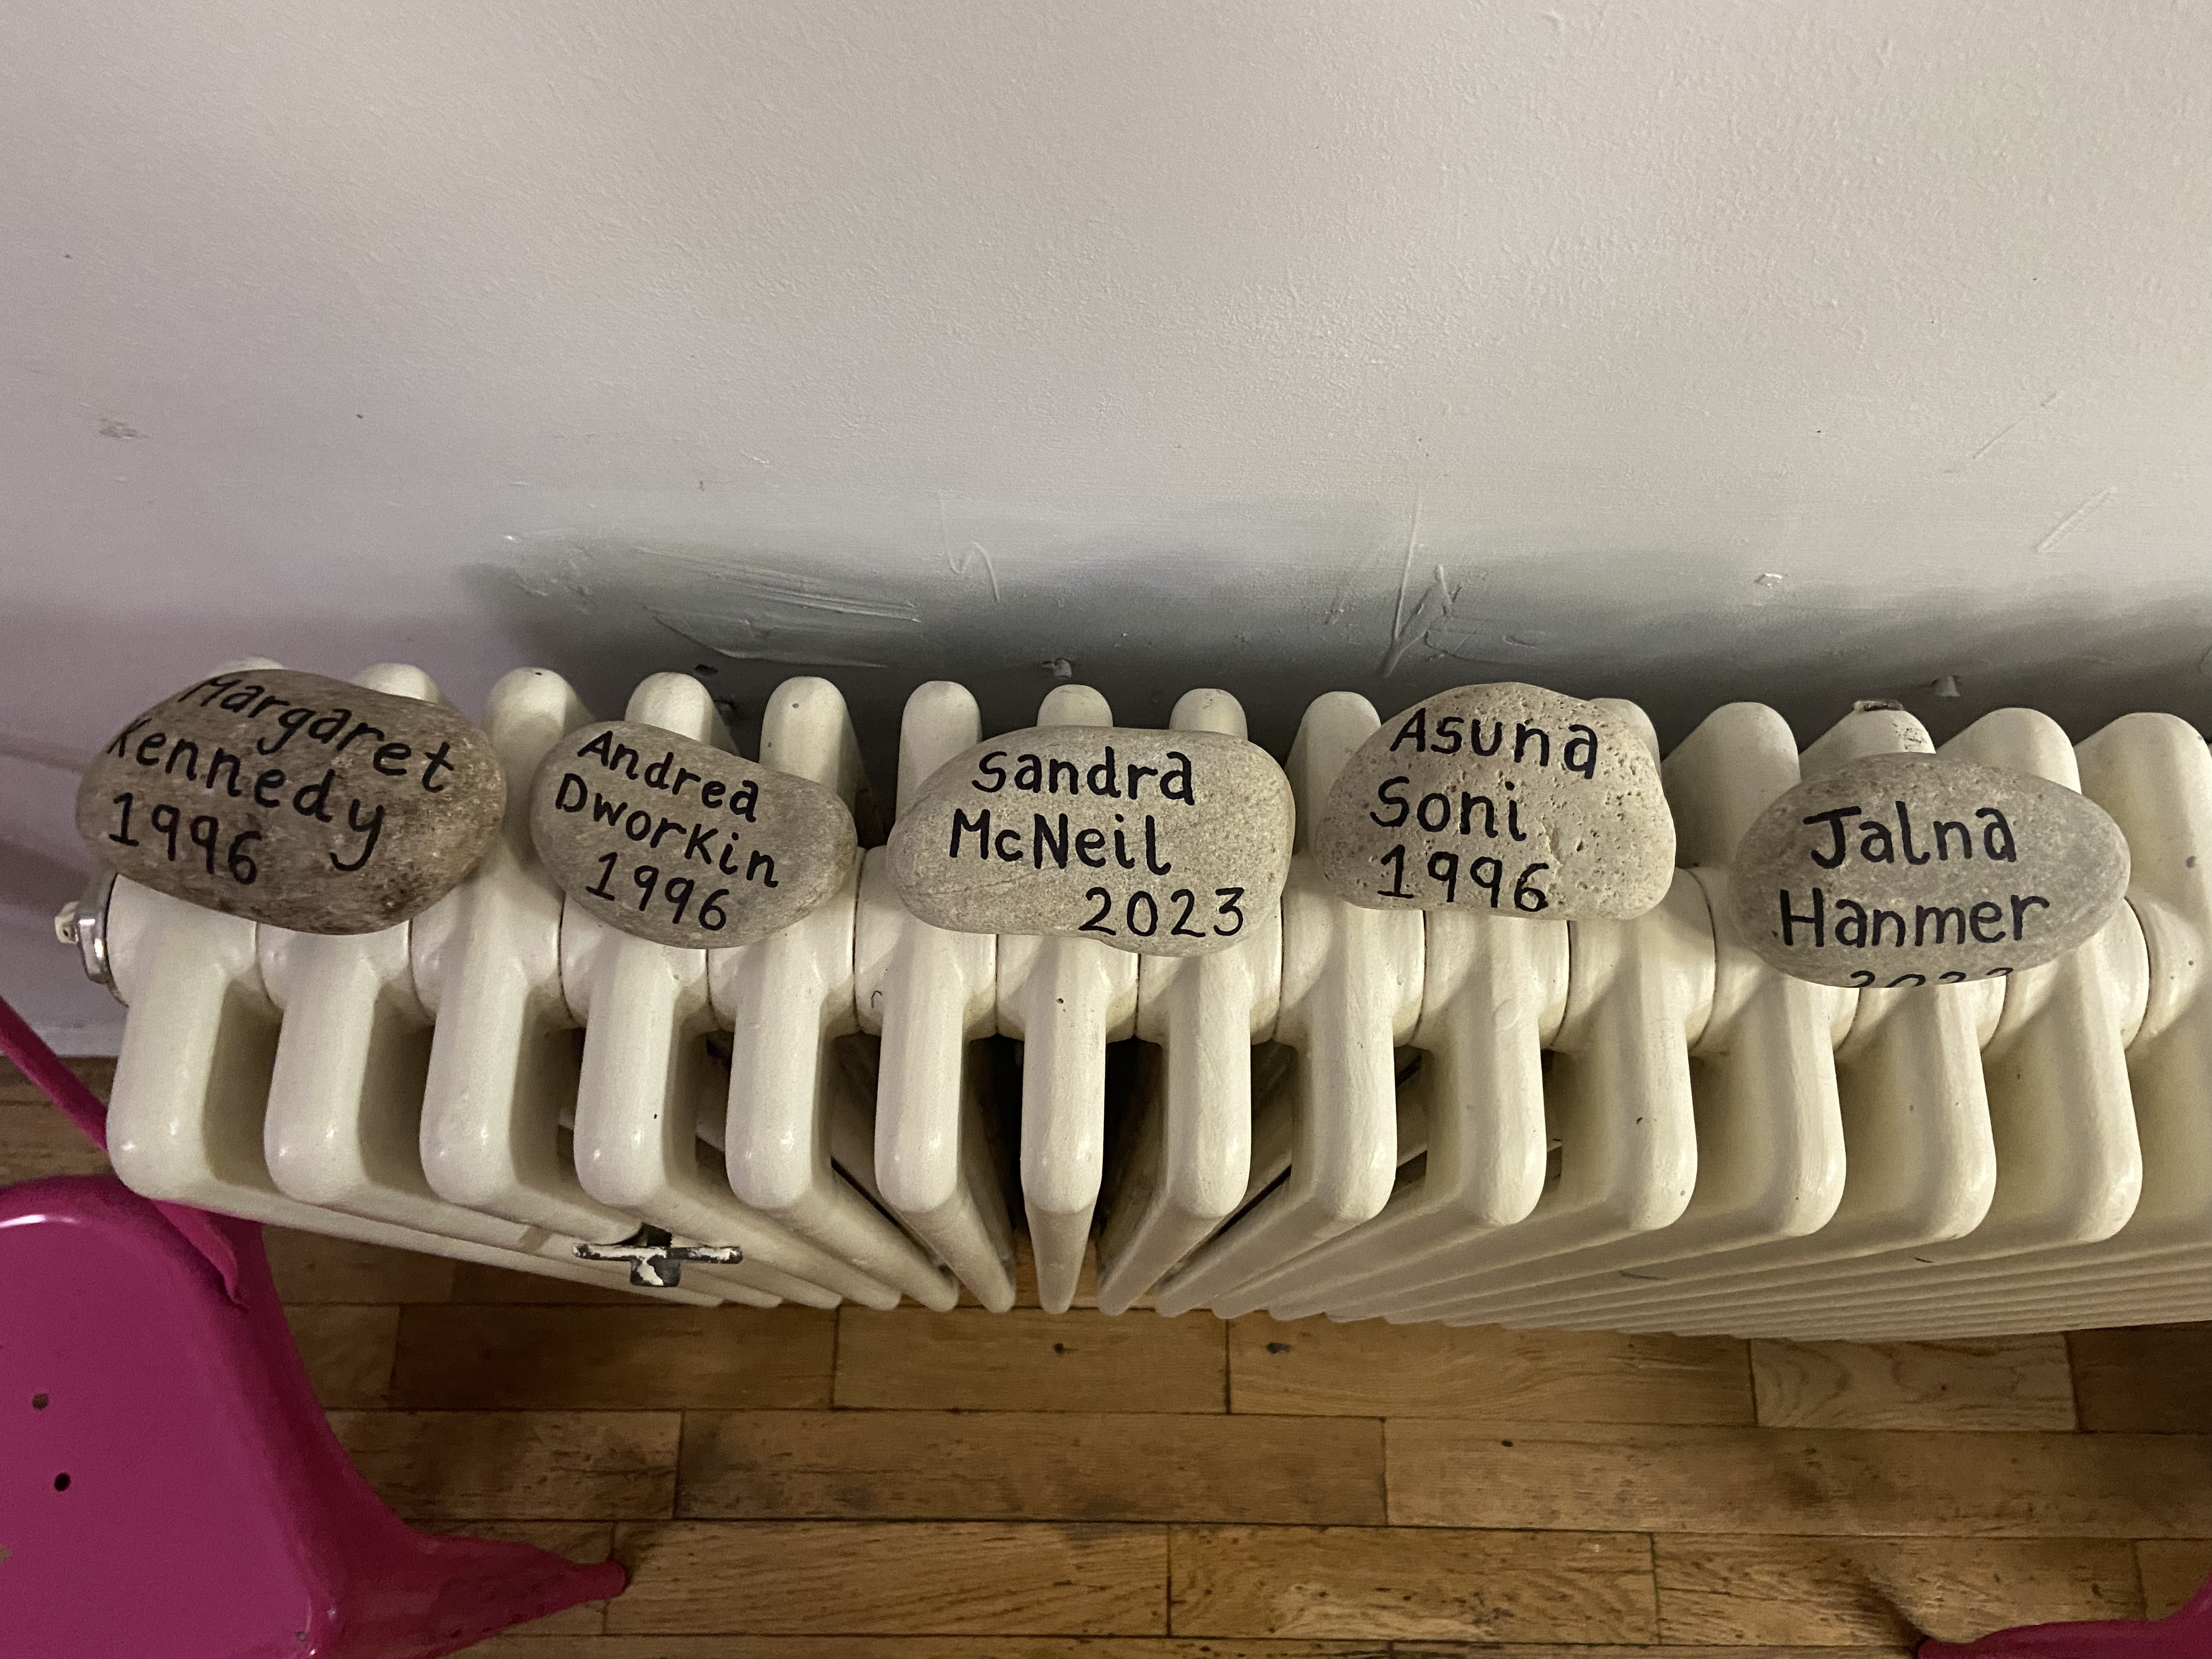 Margaret
Kennedy
1996
Andrea
Dworkin
1996
Sandra
McNeil
2023
Asuna
Soni
1996
Jalna
Hanmer